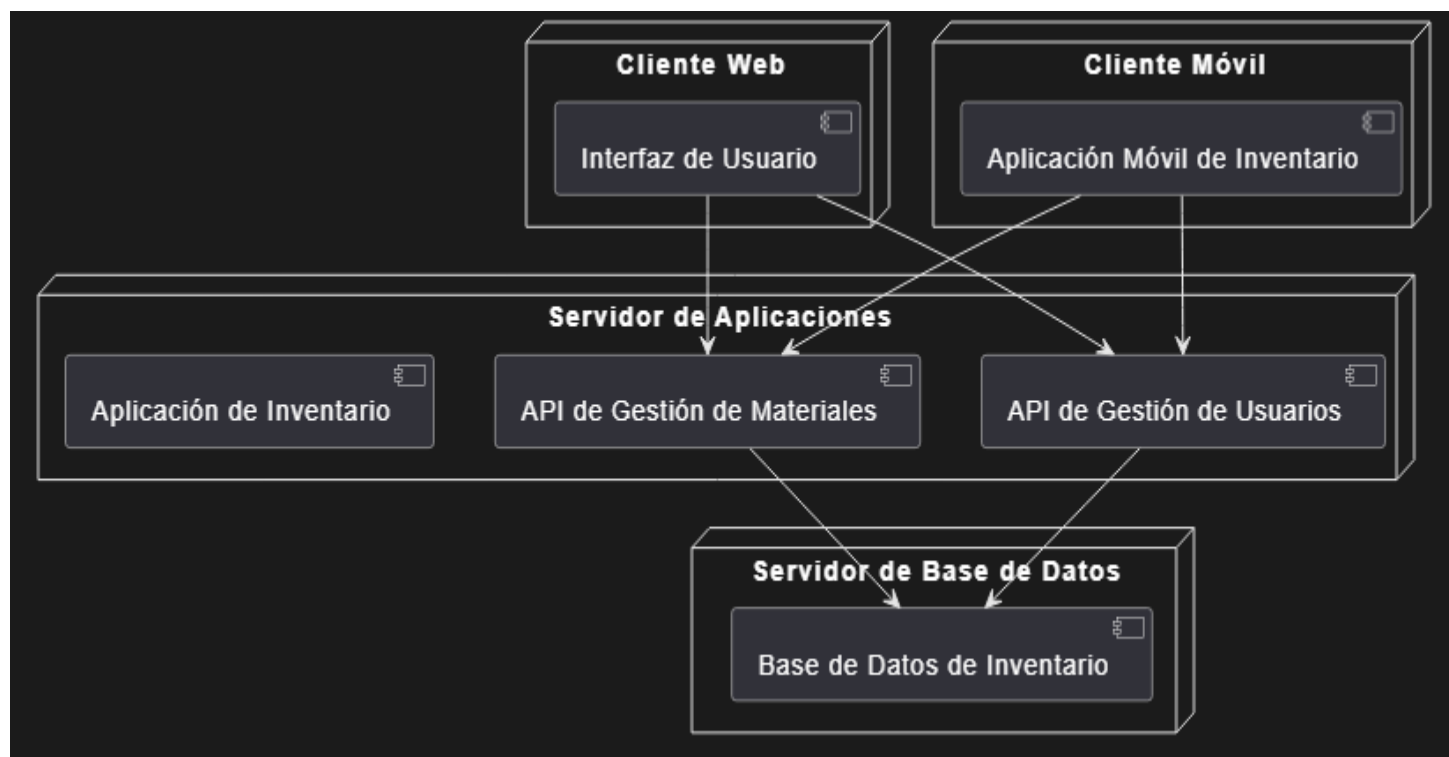 Cliente Web
Cliente Móvil
Interfaz de Usuario
Aplicación Móvil de Inventario
Servidor de Aplicaciones
Aplicación de Inventario
API de Gestión de Materiales
API de Gestión de Usuarios
Servidor de Base de Datos
Base de Datos de Inventario